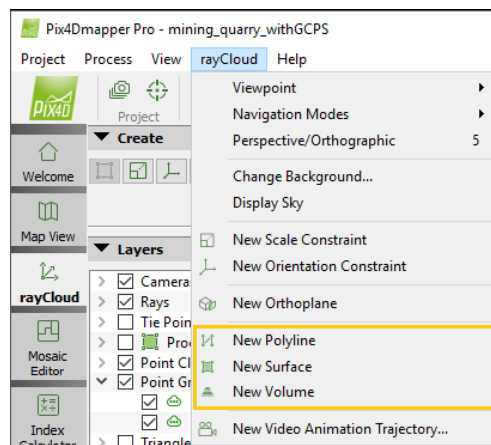 Pix4Dmapper Pro - mining_quarry_withGCPS
Project Process View rayCloud Help
PIX4D
Project
Welcome
Map View
rayCloud
Mosaic
Editor
Index
Create
Layers
Camera
Rays
Tie Poin
Pro
Point Cl
Point Gr
Triangle
Viewpoint
Navigation Modes
Perspective/Orthographic 5
Change Background...
Display Sky
New Scale Constraint
New Orientation Constraint
New Orthoplane
New Polyline
New Surface
New Volume
New Video Animation Trajectory...